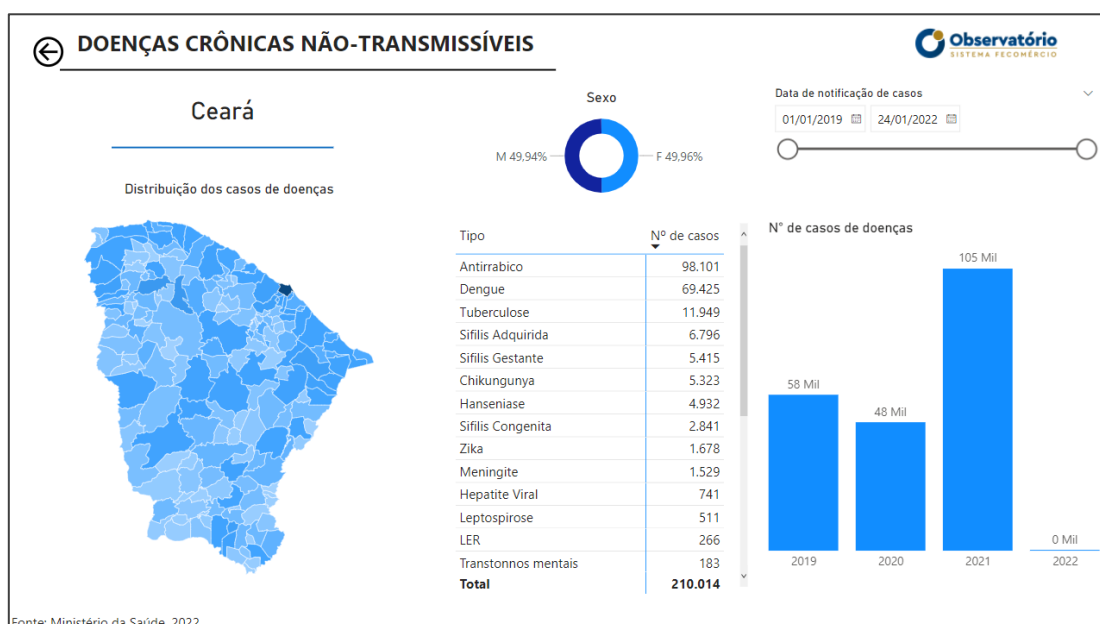 DOENÇAS CRÔNICAS NÃO-TRANSMISSÍVEIS
Observatório
SISTEMA FECOMÉRCIO
Ceará
Distribuição dos casos de doenças
Sexo
M 49,94%
F 49,96%
Data de notificação de casos
01/01/2019
24/01/2022
Tipo Nº de casos
Antirrabico 98.101
Dengue 69.425
Tuberculose 11.949
Sifilis Adquirida 6.796
Sifilis Gestante 5.415
Chikungunya 5.323
Hanseniase 4.932
Sifilis Congenita 2.841
Zika 1.678
Meningite 1.529
Hepatite Viral 741
Leptospirose 511
LER 266
Transtonnos mentais 183
Total 210.014
N° de casos de doenças
58 Mil
48 Mil
105 Mil
0 Mil
2019 2020 2021 2022
Fonte: Ministério da Saúde, 2022